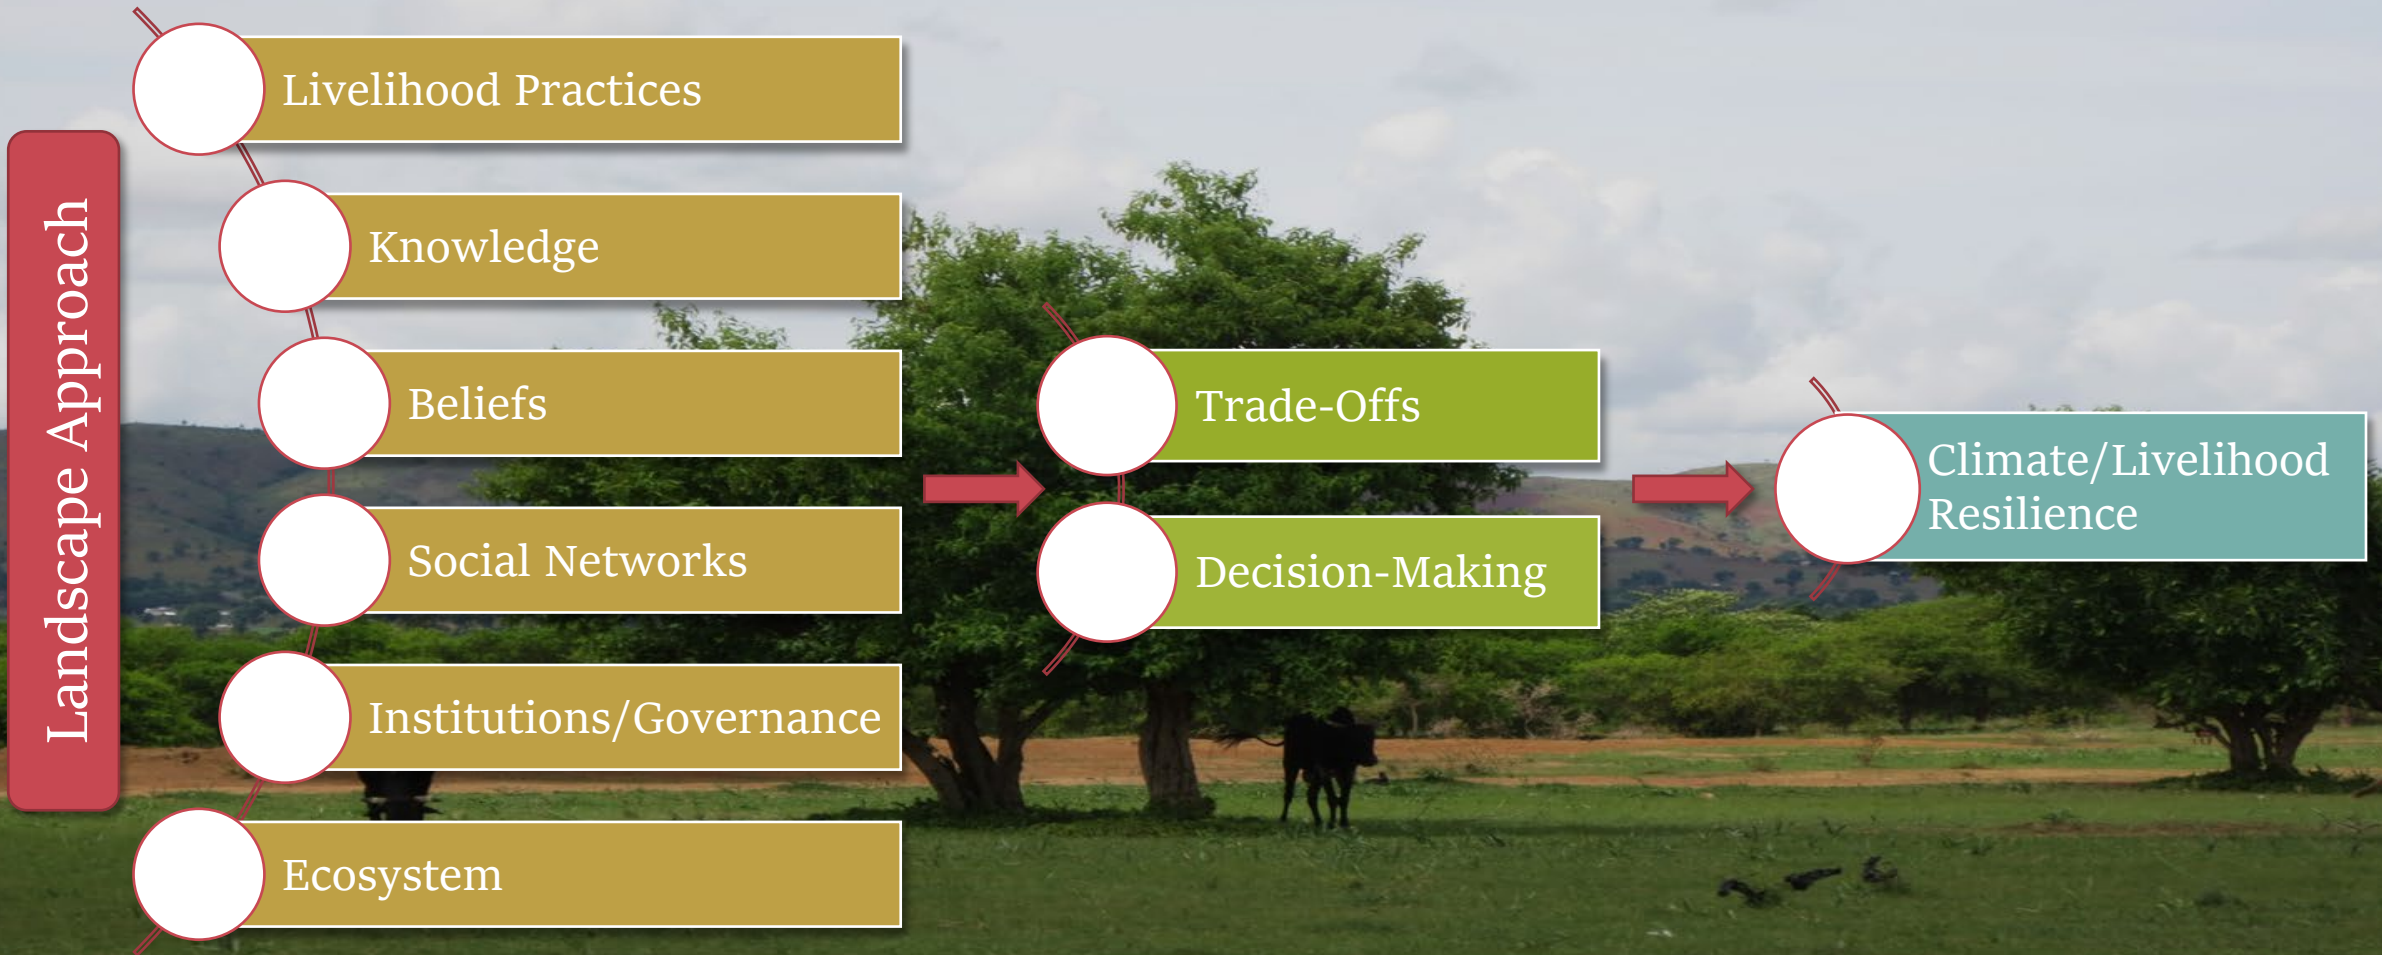 Landscape Approach
Livelihood Practices
Knowledge
Beliefs
Social Networks
Institutions/Governance
Ecosystem
Trade-Offs
Decision-Making
Climate/Livelihood
Resilience